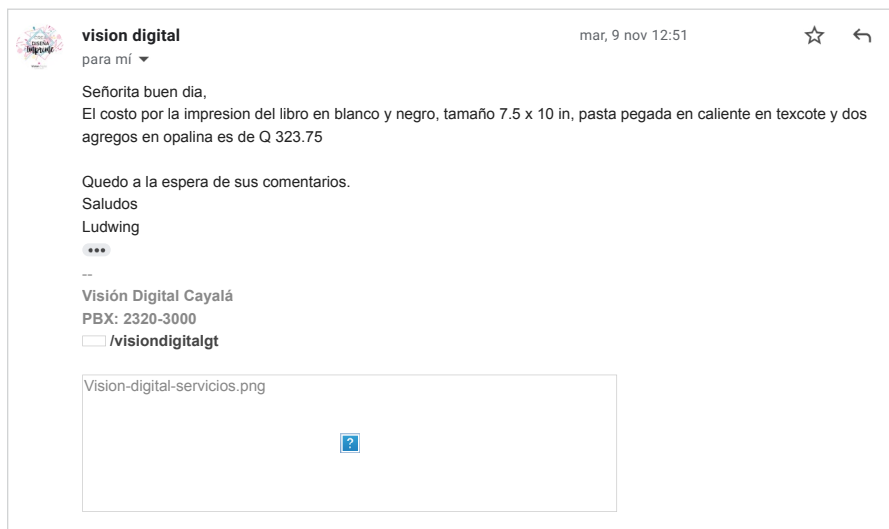 DISEÑA
Imprime
vision digital
mar, 9 nov 12:51
para mí
Señorita buen dia,
El costo por la impresion del libro en blanco y negro, tamaño 7.5 x 10 in, pasta pegada en caliente en texcote y dos
agregos en opalina es de Q 323.75
Quedo a la espera de sus comentarios.
Saludos
Ludwing
--
Visión Digital Cayalá
PBX: 2320-3000
/visiondigitalgt
Vision-digital-servicios.png
?